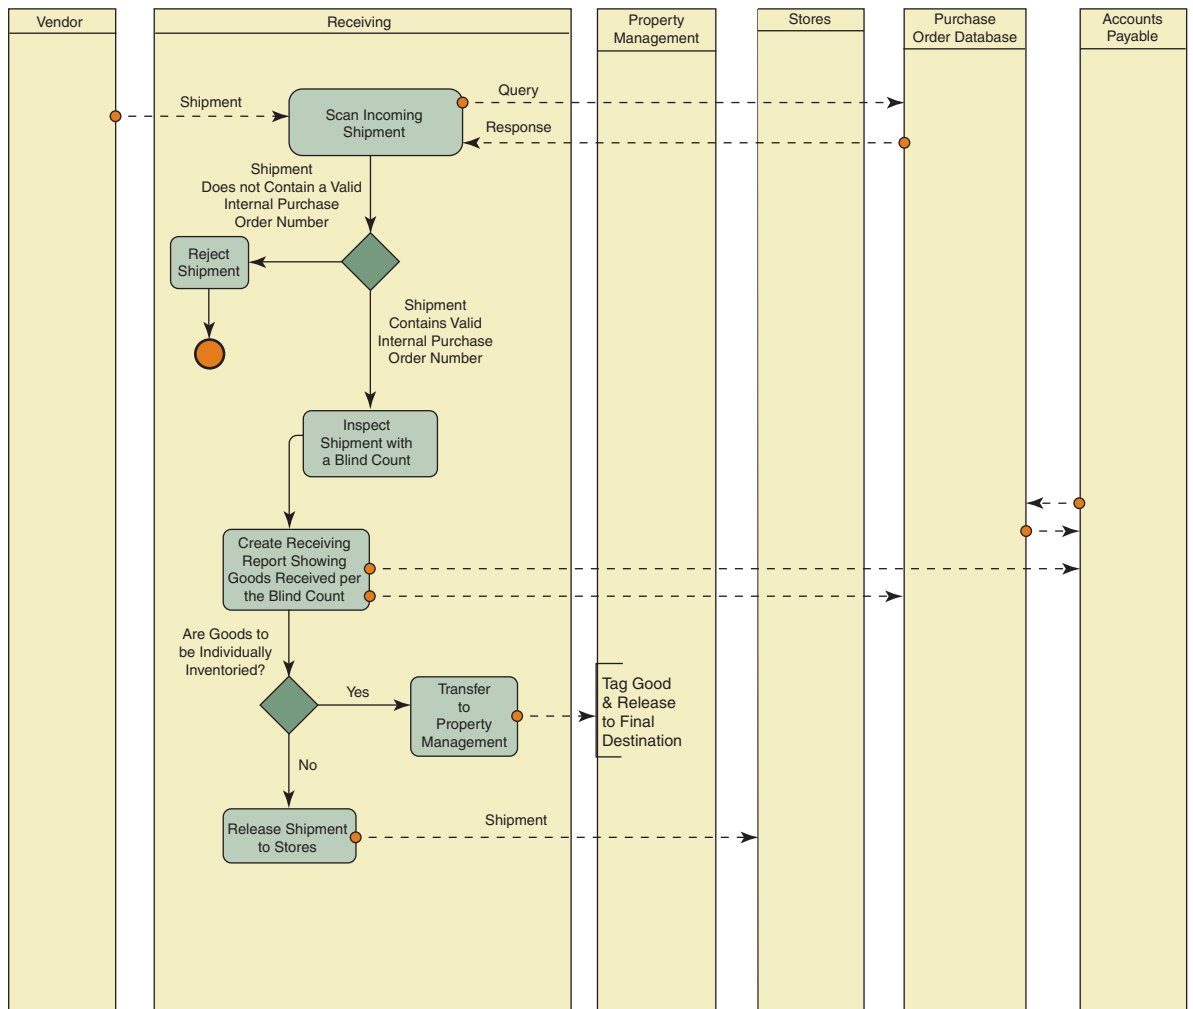 Vendor
Receiving
Property
Management
Stores
Purchase
Order Database
Accounts
Payable
Shipment
Scan Incoming
Shipment
Query
Response
Shipment
Does not Contain a Valid
Internal Purchase
Order Number
Reject
Shipment
Shipment
Contains Valid
Internal Purchase
Order Number
Inspect
Shipment with
a Blind Count
Create Receiving
Report Showing
Goods Received per
the Blind Count
Are Goods to
be Individually
Inventoried?
Yes
Transfer
to
Property
Management
Tag Good
& Release
to Final
Destination
No
Release Shipment
to Stores
Shipment